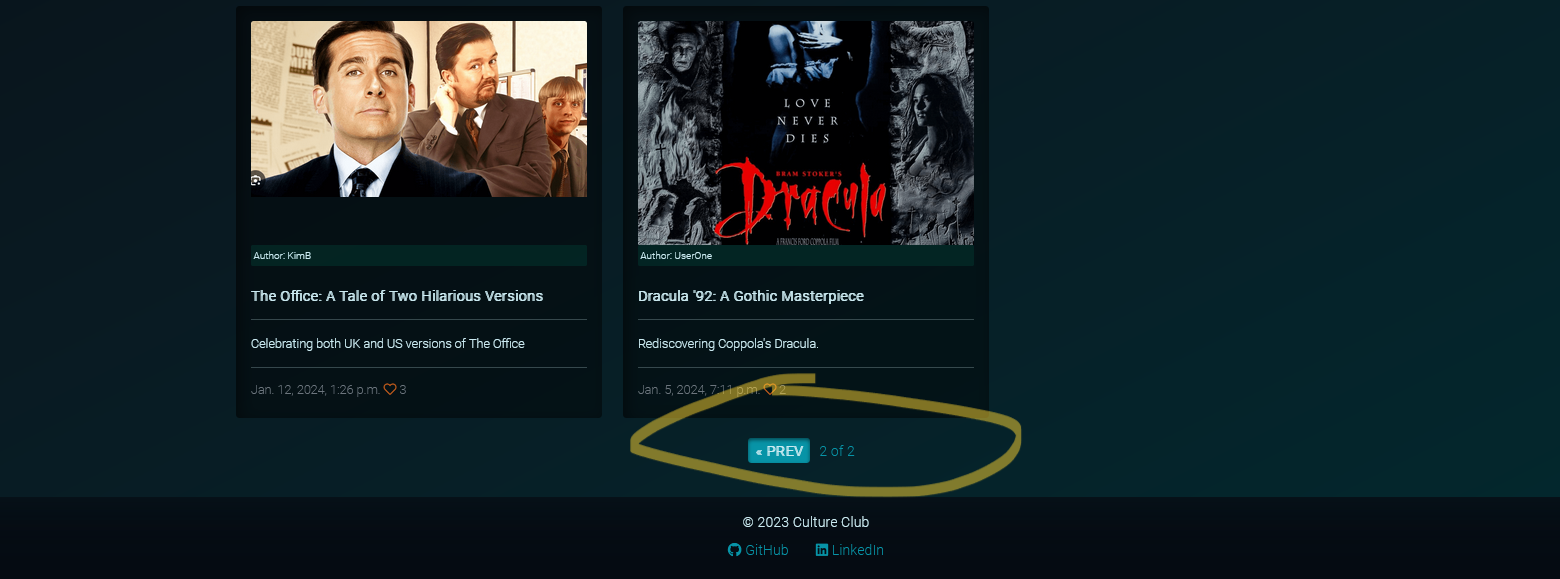 LOVE
NEVER
DIES
BRAM STOKER'S
Dracula
A FRANCIS FORD COPPOLA FILM
Author: KimB
Author: UserOne
The Office: A Tale of Two Hilarious Versions
Dracula '92: A Gothic Masterpiece
Celebrating both UK and US versions of The Office
Rediscovering Coppola's Dracula.
Jan. 12, 2024, 1:26 p.m. 3
Jan. 5, 2024, 7:11 p.m. 2
« PREV 2 of 2
© 2023 Culture Club
GitHub LinkedIn